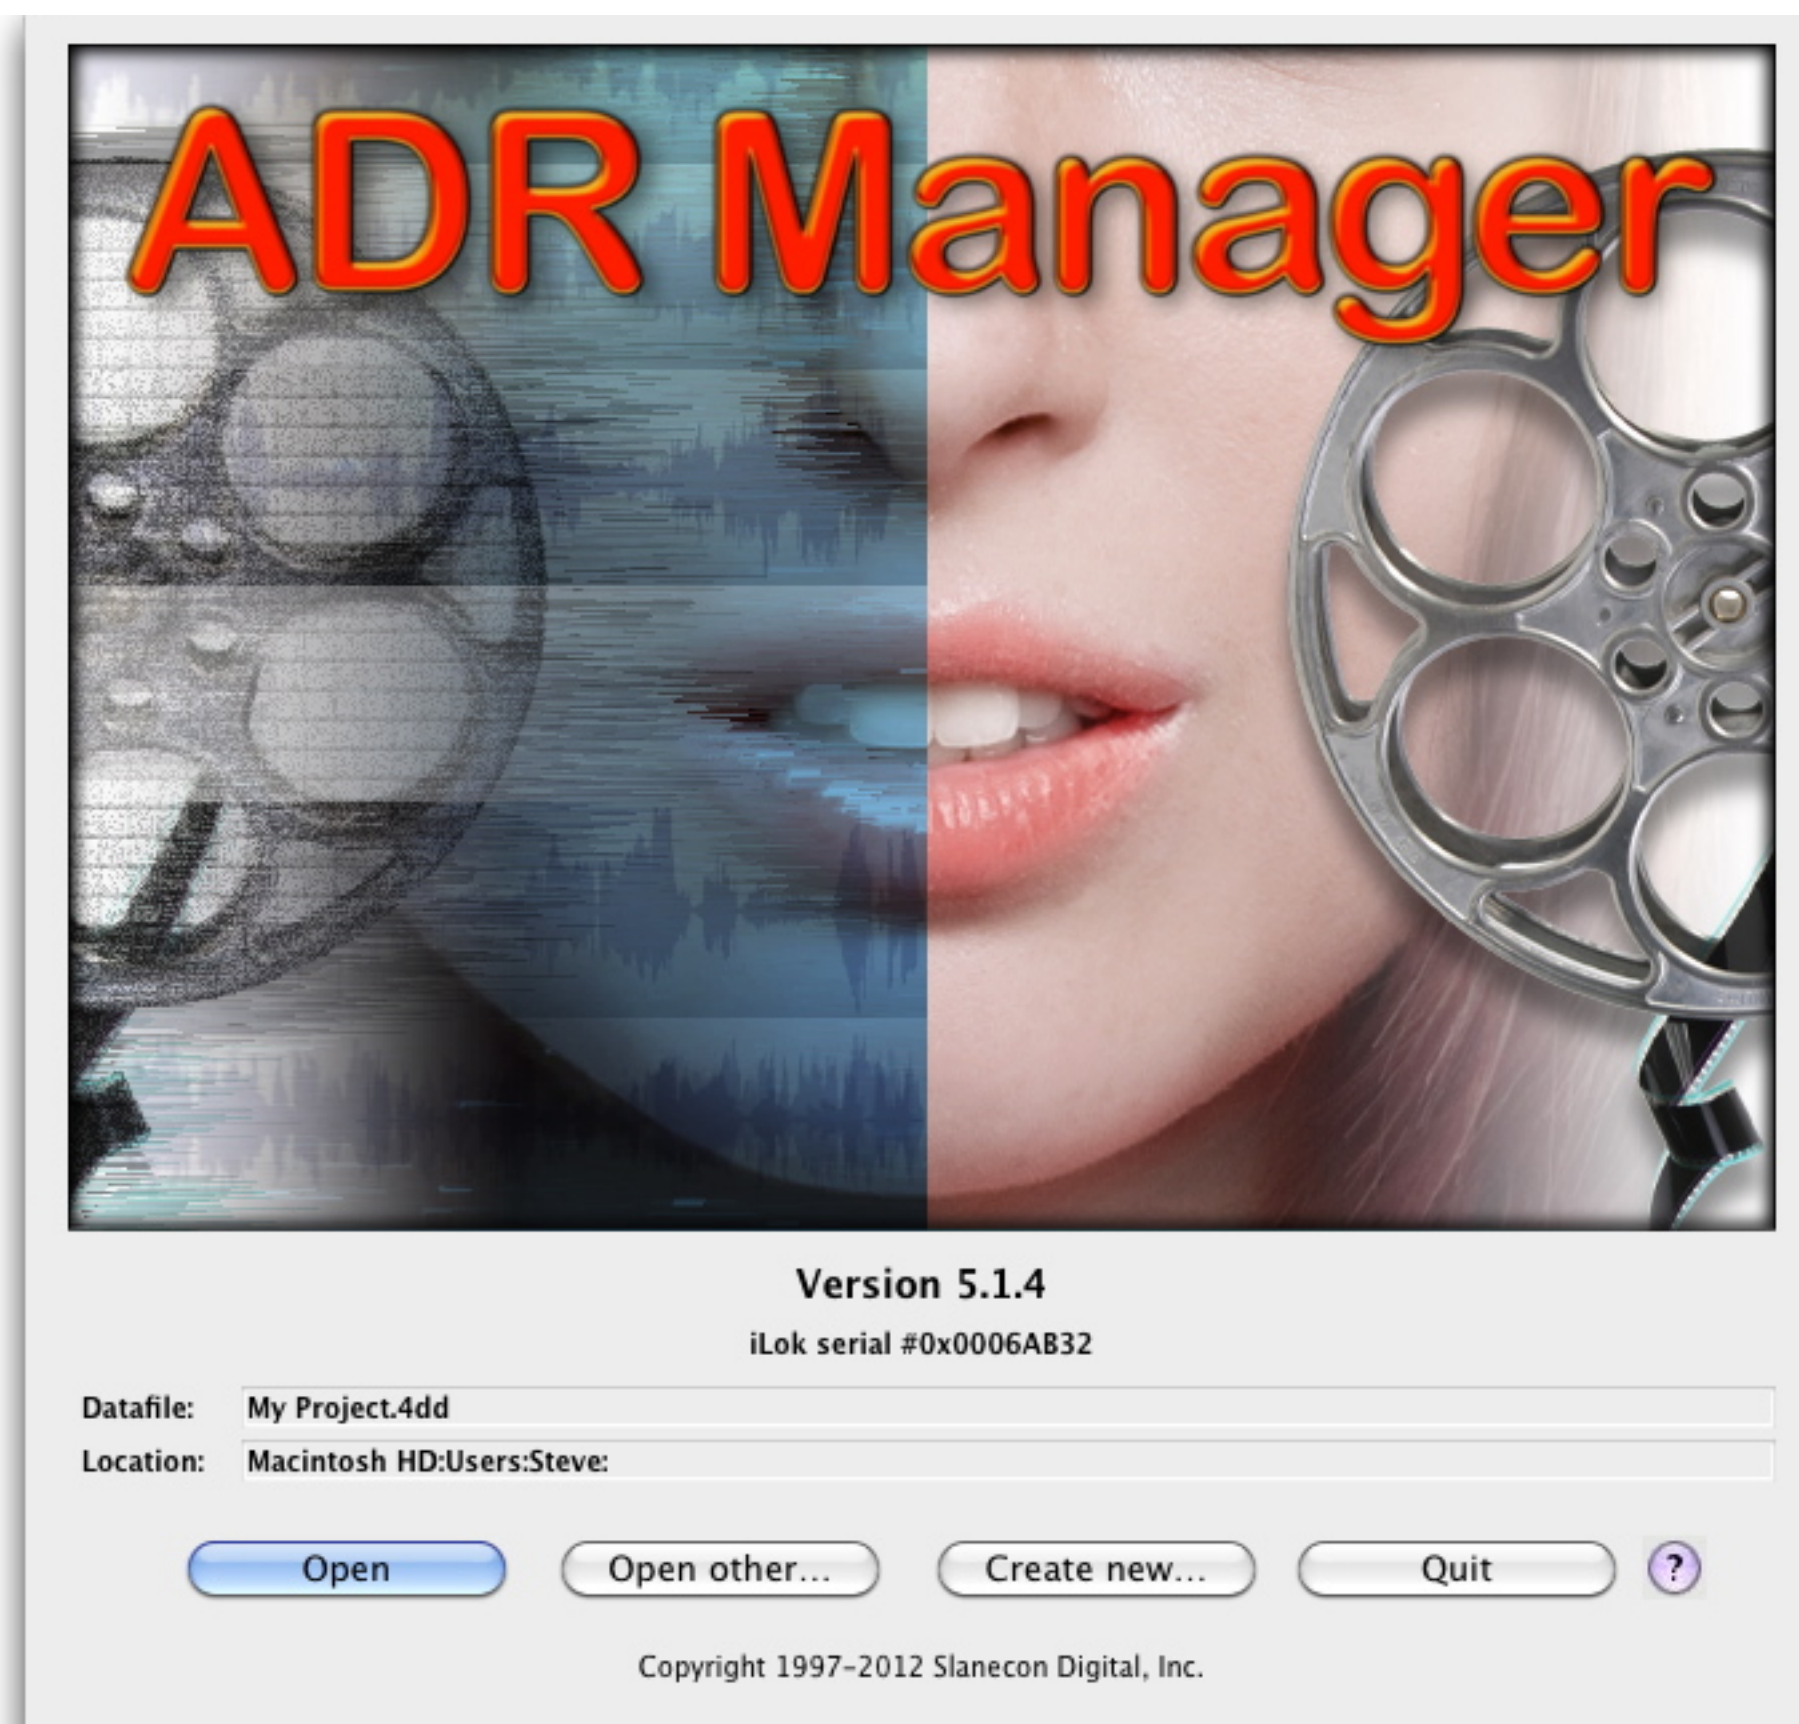 ADR Manager
Version 5.1.4
iLok serial #0x0006AB32
Datafile: My Project.4dd
Location: Macintosh HD:Users:Steve:
Open Open other... Create new... Quit ?
Copyright 1997-2012 Slanecon Digital, Inc.